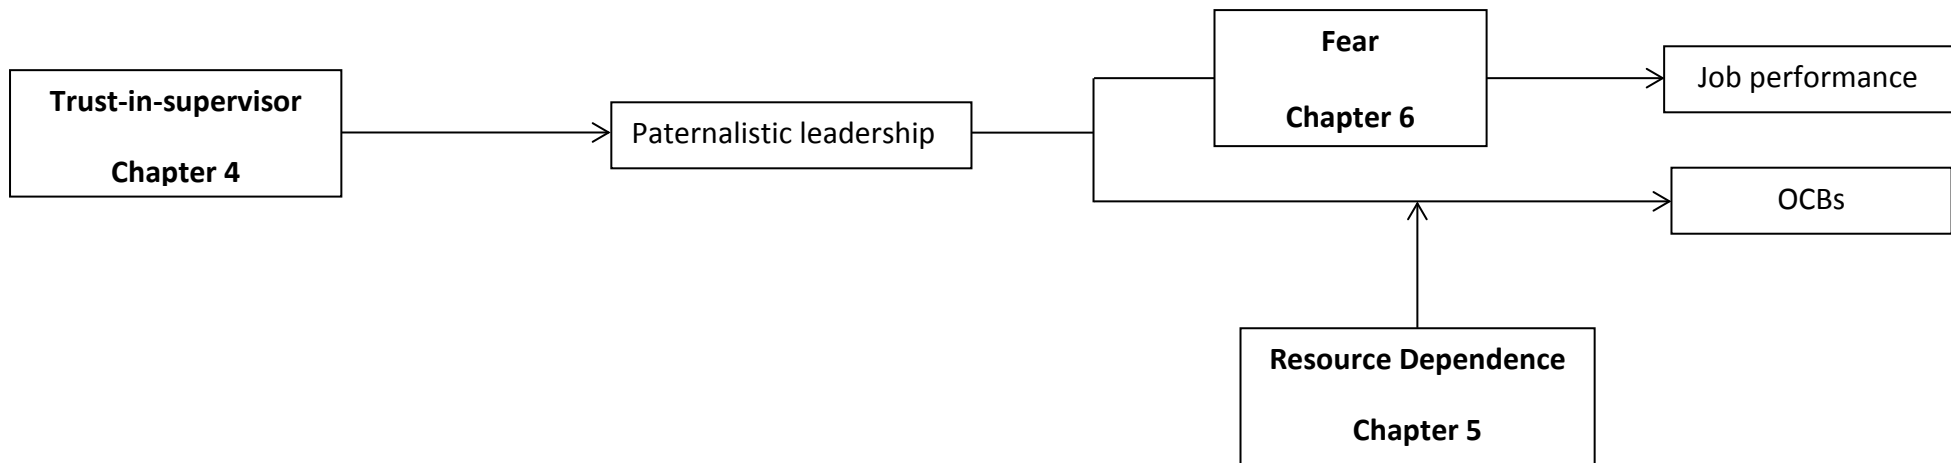 Trust-in-supervisor
Chapter 4
Paternalistic leadership
Fear
Chapter 6
Job performance
OCBs
Resource Dependence
Chapter 5